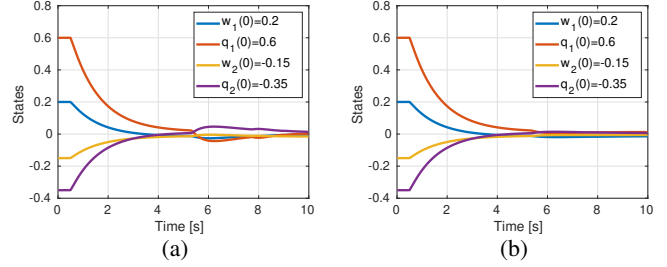 0.8
0.6
0.4
0.2
0
-0.2
-0.4
States
0 2 4 6 8 10
Time [s]
w1(0)=0.2
q1(0)=0.6
w2(0)=-0.15
q2(0)=-0.35
(a)
0.8
0.6
0.4
0.2
0
-0.2
-0.4
States
0 2 4 6 8 10
Time [s]
w1(0)=0.2
q1(0)=0.6
w2(0)=-0.15
q2(0)=-0.35
(b)